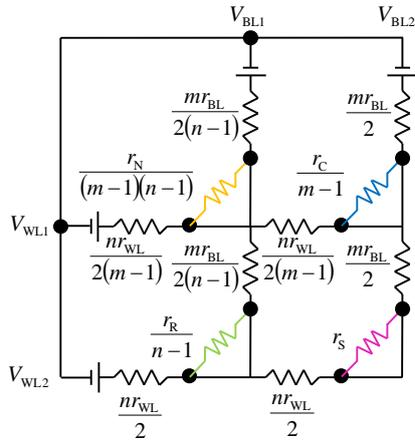 V_BL1 V_BL2
mr_BL/2(n−1) mr_BL/2
r_N/(m−1)(n−1) r_C/m−1
V_WL1
nr_WL/2(m−1) mr_BL/2(n−1) nr_WL/2(m−1) mr_BL/2
r_R/n−1 r_S
V_WL2
nr_WL/2 nr_WL/2